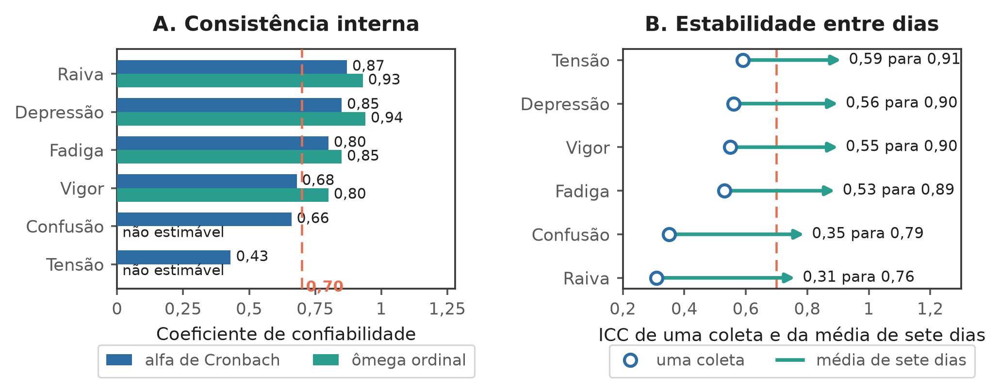 A. Consistência interna
Raiva
0,87
0,93
Depressão
0,85
0,94
Fadiga
0,80
0,85
Vigor
0,68
0,80
Confusão
0,66
não estimável
Tensão
0,43
não estimável
0,70
0 0,25 0,5 0,75 1 1,25
Coeficiente de confiabilidade
alfa de Cronbach ômega ordinal
B. Estabilidade entre dias
Tensão 0,59 para 0,91
Depressão 0,56 para 0,90
Vigor 0,55 para 0,90
Fadiga 0,53 para 0,89
Confusão 0,35 para 0,79
Raiva 0,31 para 0,76
0,2 0,4 0,6 0,8 1 1,2
ICC de uma coleta e da média de sete dias
uma coleta média de sete dias